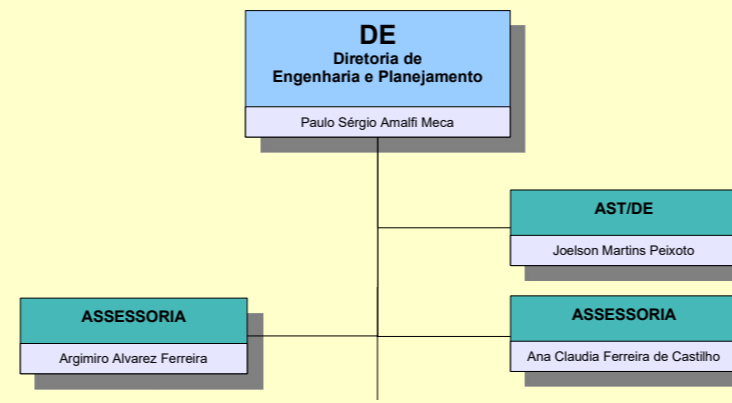 DE
Diretoria de
Engenharia e Planejamento
Paulo Sérgio Amalfi Meca
AST/DE
Joelson Martins Peixoto
ASSESSORIA
Argimiro Alvarez Ferreira
ASSESSORIA
Ana Claudia Ferreira de Castilho